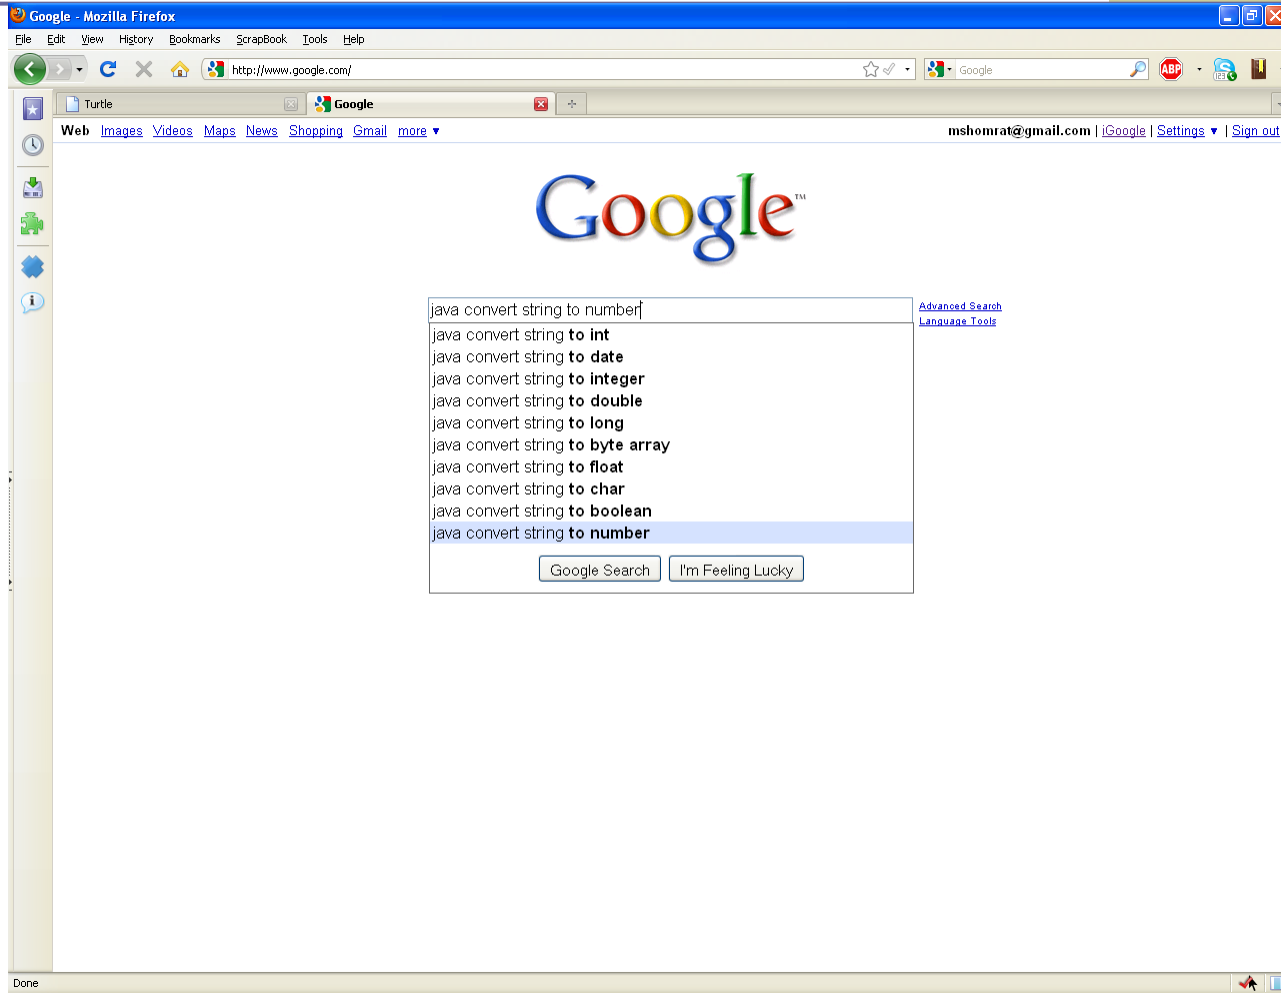 Google - Mozilla Firefox
File Edit View History Bookmarks ScrapBook Tools Help
http://www.google.com/
Google
ABP
123
Turtle
Google
Web Images Videos Maps News Shopping Gmail more ▼
mshomrat@gmail.com | iGoogle | Settings ▼ | Sign out
Google™
java convert string to number
Advanced Search
Language Tools
java convert string to int
java convert string to date
java convert string to integer
java convert string to double
java convert string to long
java convert string to byte array
java convert string to float
java convert string to char
java convert string to boolean
java convert string to number
Google Search I'm Feeling Lucky
Done